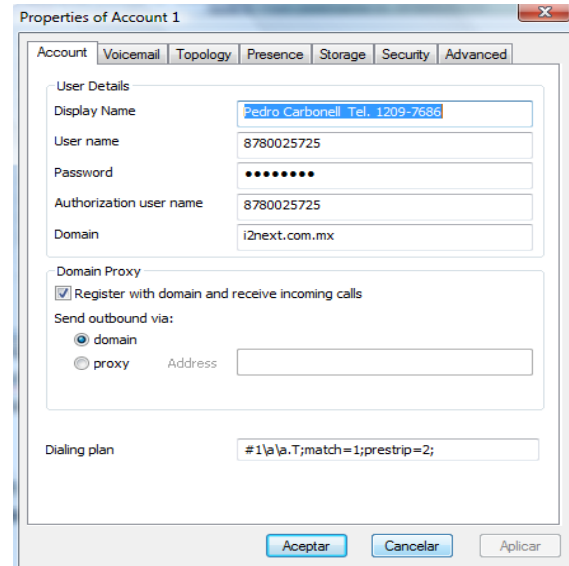 Properties of Account 1
Account Voicemail Topology Presence Storage Security Advanced
User Details
Display Name Pedro Carbonell Tel. 1209-7686
User name 8780025725
Password ●●●●●●●●
Authorization user name 8780025725
Domain i2next.com.mx
Domain Proxy
Register with domain and receive incoming calls
Send outbound via:
domain
proxy Address
Dialing plan #1\a\a.T;match=1;prestrip=2;
Aceptar Cancelar Aplicar